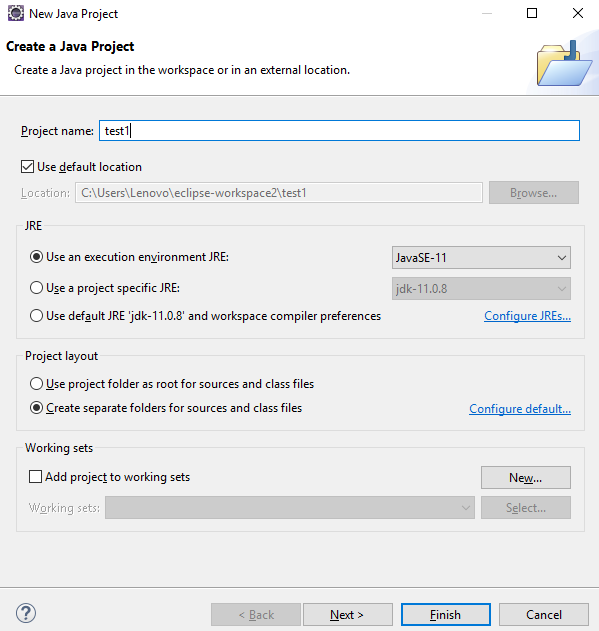 New Java Project
Create a Java Project
Create a Java project in the workspace or in an external location.
Project name: test1
Use default location
Location: C:\Users\Lenovo\eclipse-workspace2\test1 Browse...
JRE
Use an execution environment JRE: JavaSE-11
Use a project specific JRE: jdk-11.0.8
Use default JRE 'jdk-11.0.8' and workspace compiler preferences Configure JREs...
Project layout
Use project folder as root for sources and class files
Create separate folders for sources and class files Configure default...
Working sets
Add project to working sets New...
Working sets: Select...
? < Back Next > Finish Cancel